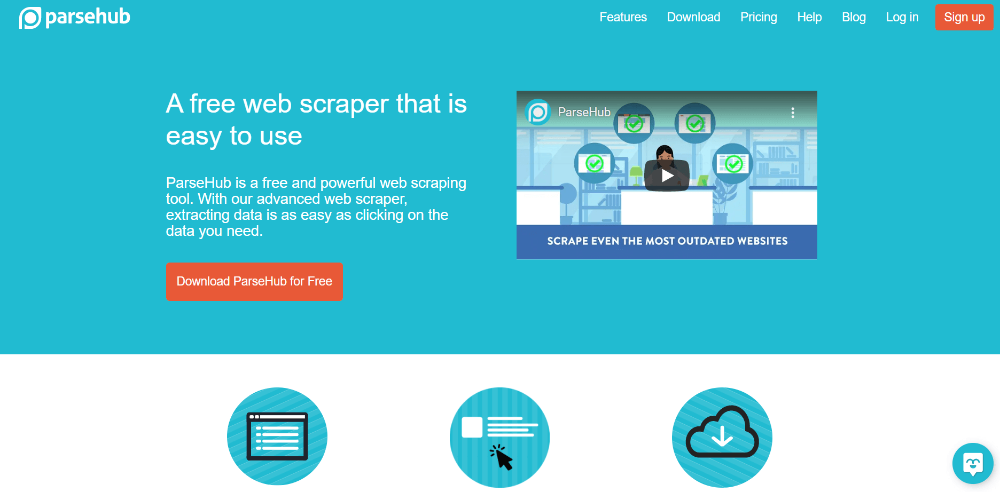 parsehub
Features
Download
Pricing
Help
Blog
Log in
Sign up
A free web scraper that is
easy to use
ParseHub is a free and powerful web scraping
tool. With our advanced web scraper,
extracting data is as easy as clicking on the
data you need.
Download ParseHub for Free
ParseHub
SCRAPE EVEN THE MOST OUTDATED WEBSITES